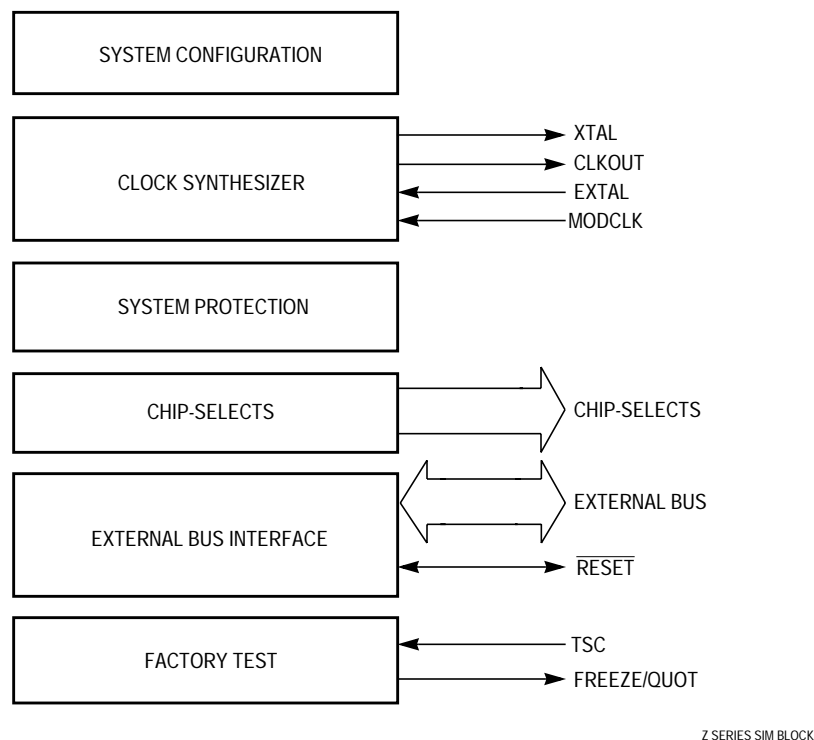 SYSTEM CONFIGURATION
CLOCK SYNTHESIZER
XTAL
CLKOUT
EXTAL
MODCLK
SYSTEM PROTECTION
CHIP-SELECTS
CHIP-SELECTS
EXTERNAL BUS INTERFACE
EXTERNAL BUS
RESET
FACTORY TEST
TSC
FREEZE/QUOT
Z SERIES SIM BLOCK